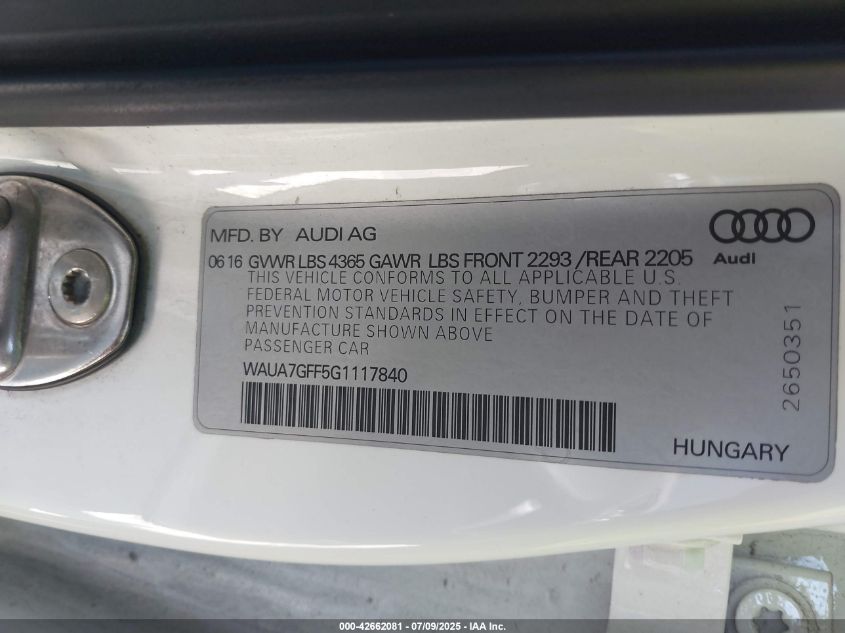 MFD. BY AUDI AG
Audi
06 16 GVWR LBS 4365 GAWR LBS FRONT 2293 /REAR 2205
THIS VEHICLE CONFORMS TO ALL APPLICABLE U.S.
FEDERAL MOTOR VEHICLE SAFETY, BUMPER AND THEFT
PREVENTION STANDARDS IN EFFECT ON THE DATE OF
MANUFACTURE SHOWN ABOVE
PASSENGER CAR
WAUA7GFF5G1117840
2650351
HUNGARY
000-42662081 - 07/09/2025 - IAA Inc.